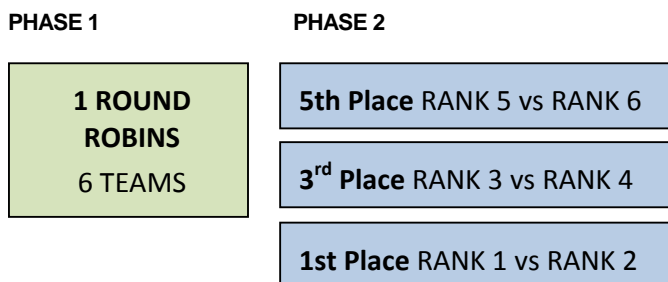 PHASE 1
PHASE 2
1 ROUND
ROBINS
6 TEAMS
5th Place RANK 5 vs RANK 6
3rd Place RANK 3 vs RANK 4
1st Place RANK 1 vs RANK 2